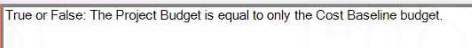 True or False: The Project Budget is equal to only the Cost Baseline budget.